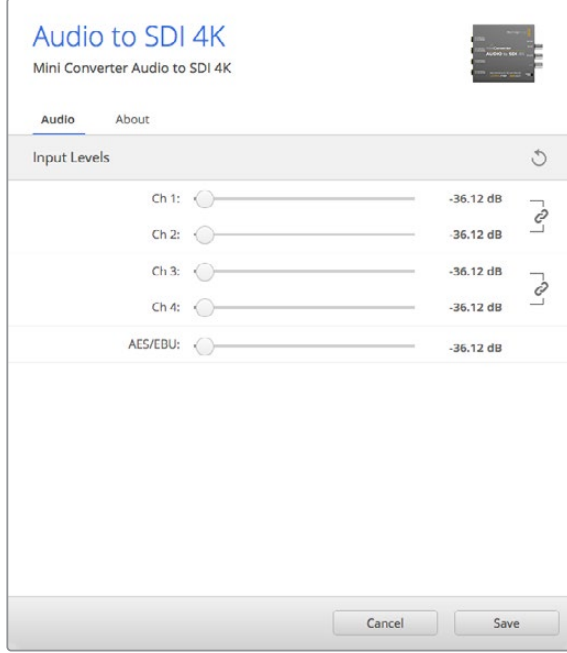 Audio to SDI 4K
Mini Converter Audio to SDI 4K
Audio About
Input Levels
Ch 1: -36.12 dB
Ch 2: -36.12 dB
Ch 3: -36.12 dB
Ch 4: -36.12 dB
AES/EBU: -36.12 dB
Cancel Save